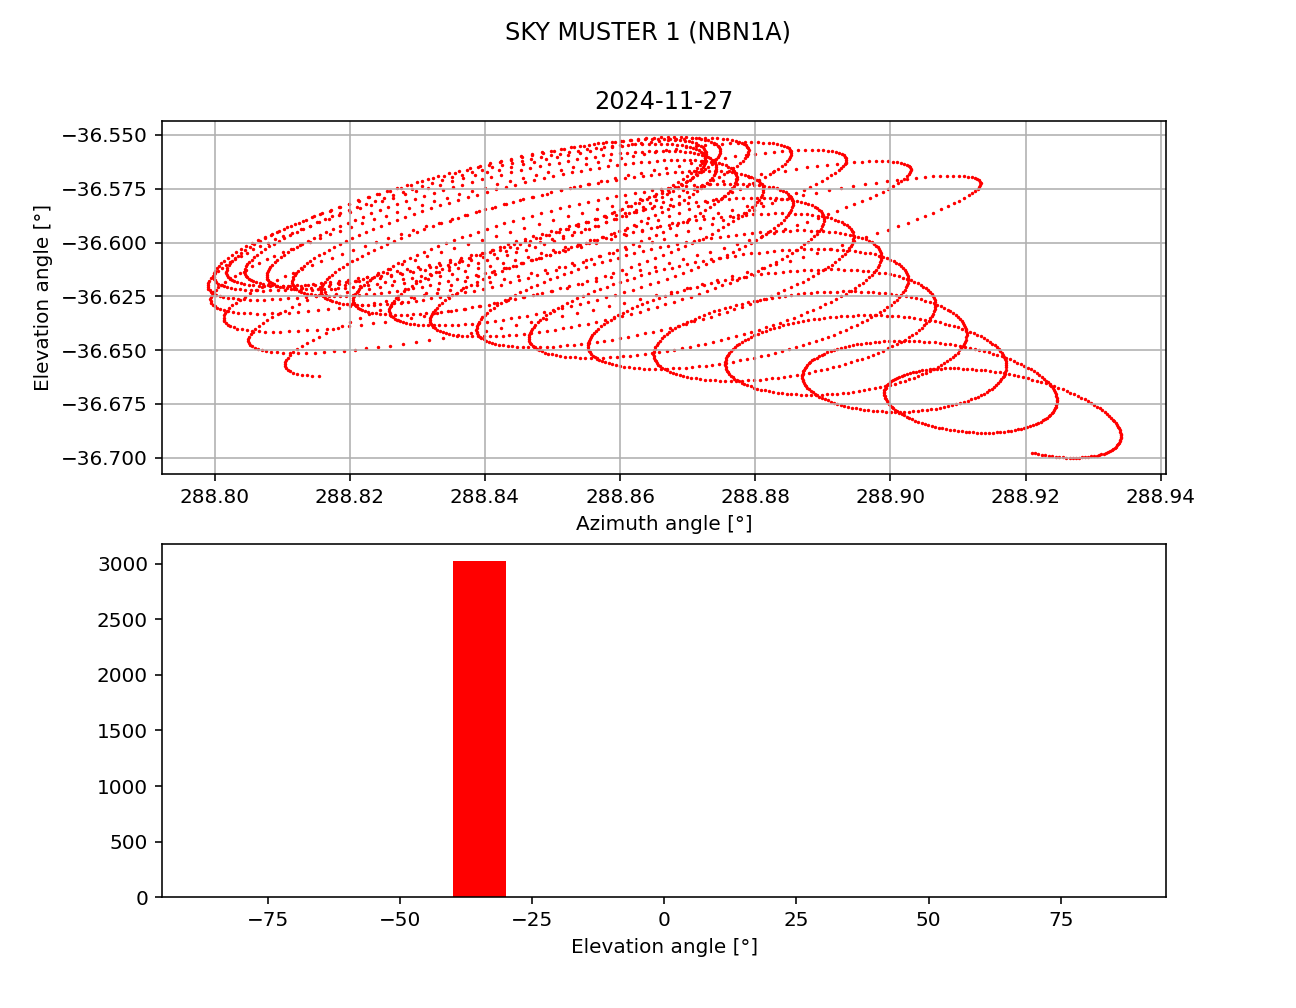 SKY MUSTER 1 (NBN1A)
2024-11-27
−36.550
−36.575
−36.600
−36.625
−36.650
−36.675
−36.700
Elevation angle [°]
288.80 288.82 288.84 288.86 288.88 288.90 288.92 288.94
Azimuth angle [°]
3000
2500
2000
1500
1000
500
0
−75 −50 −25 0 25 50 75
Elevation angle [°]